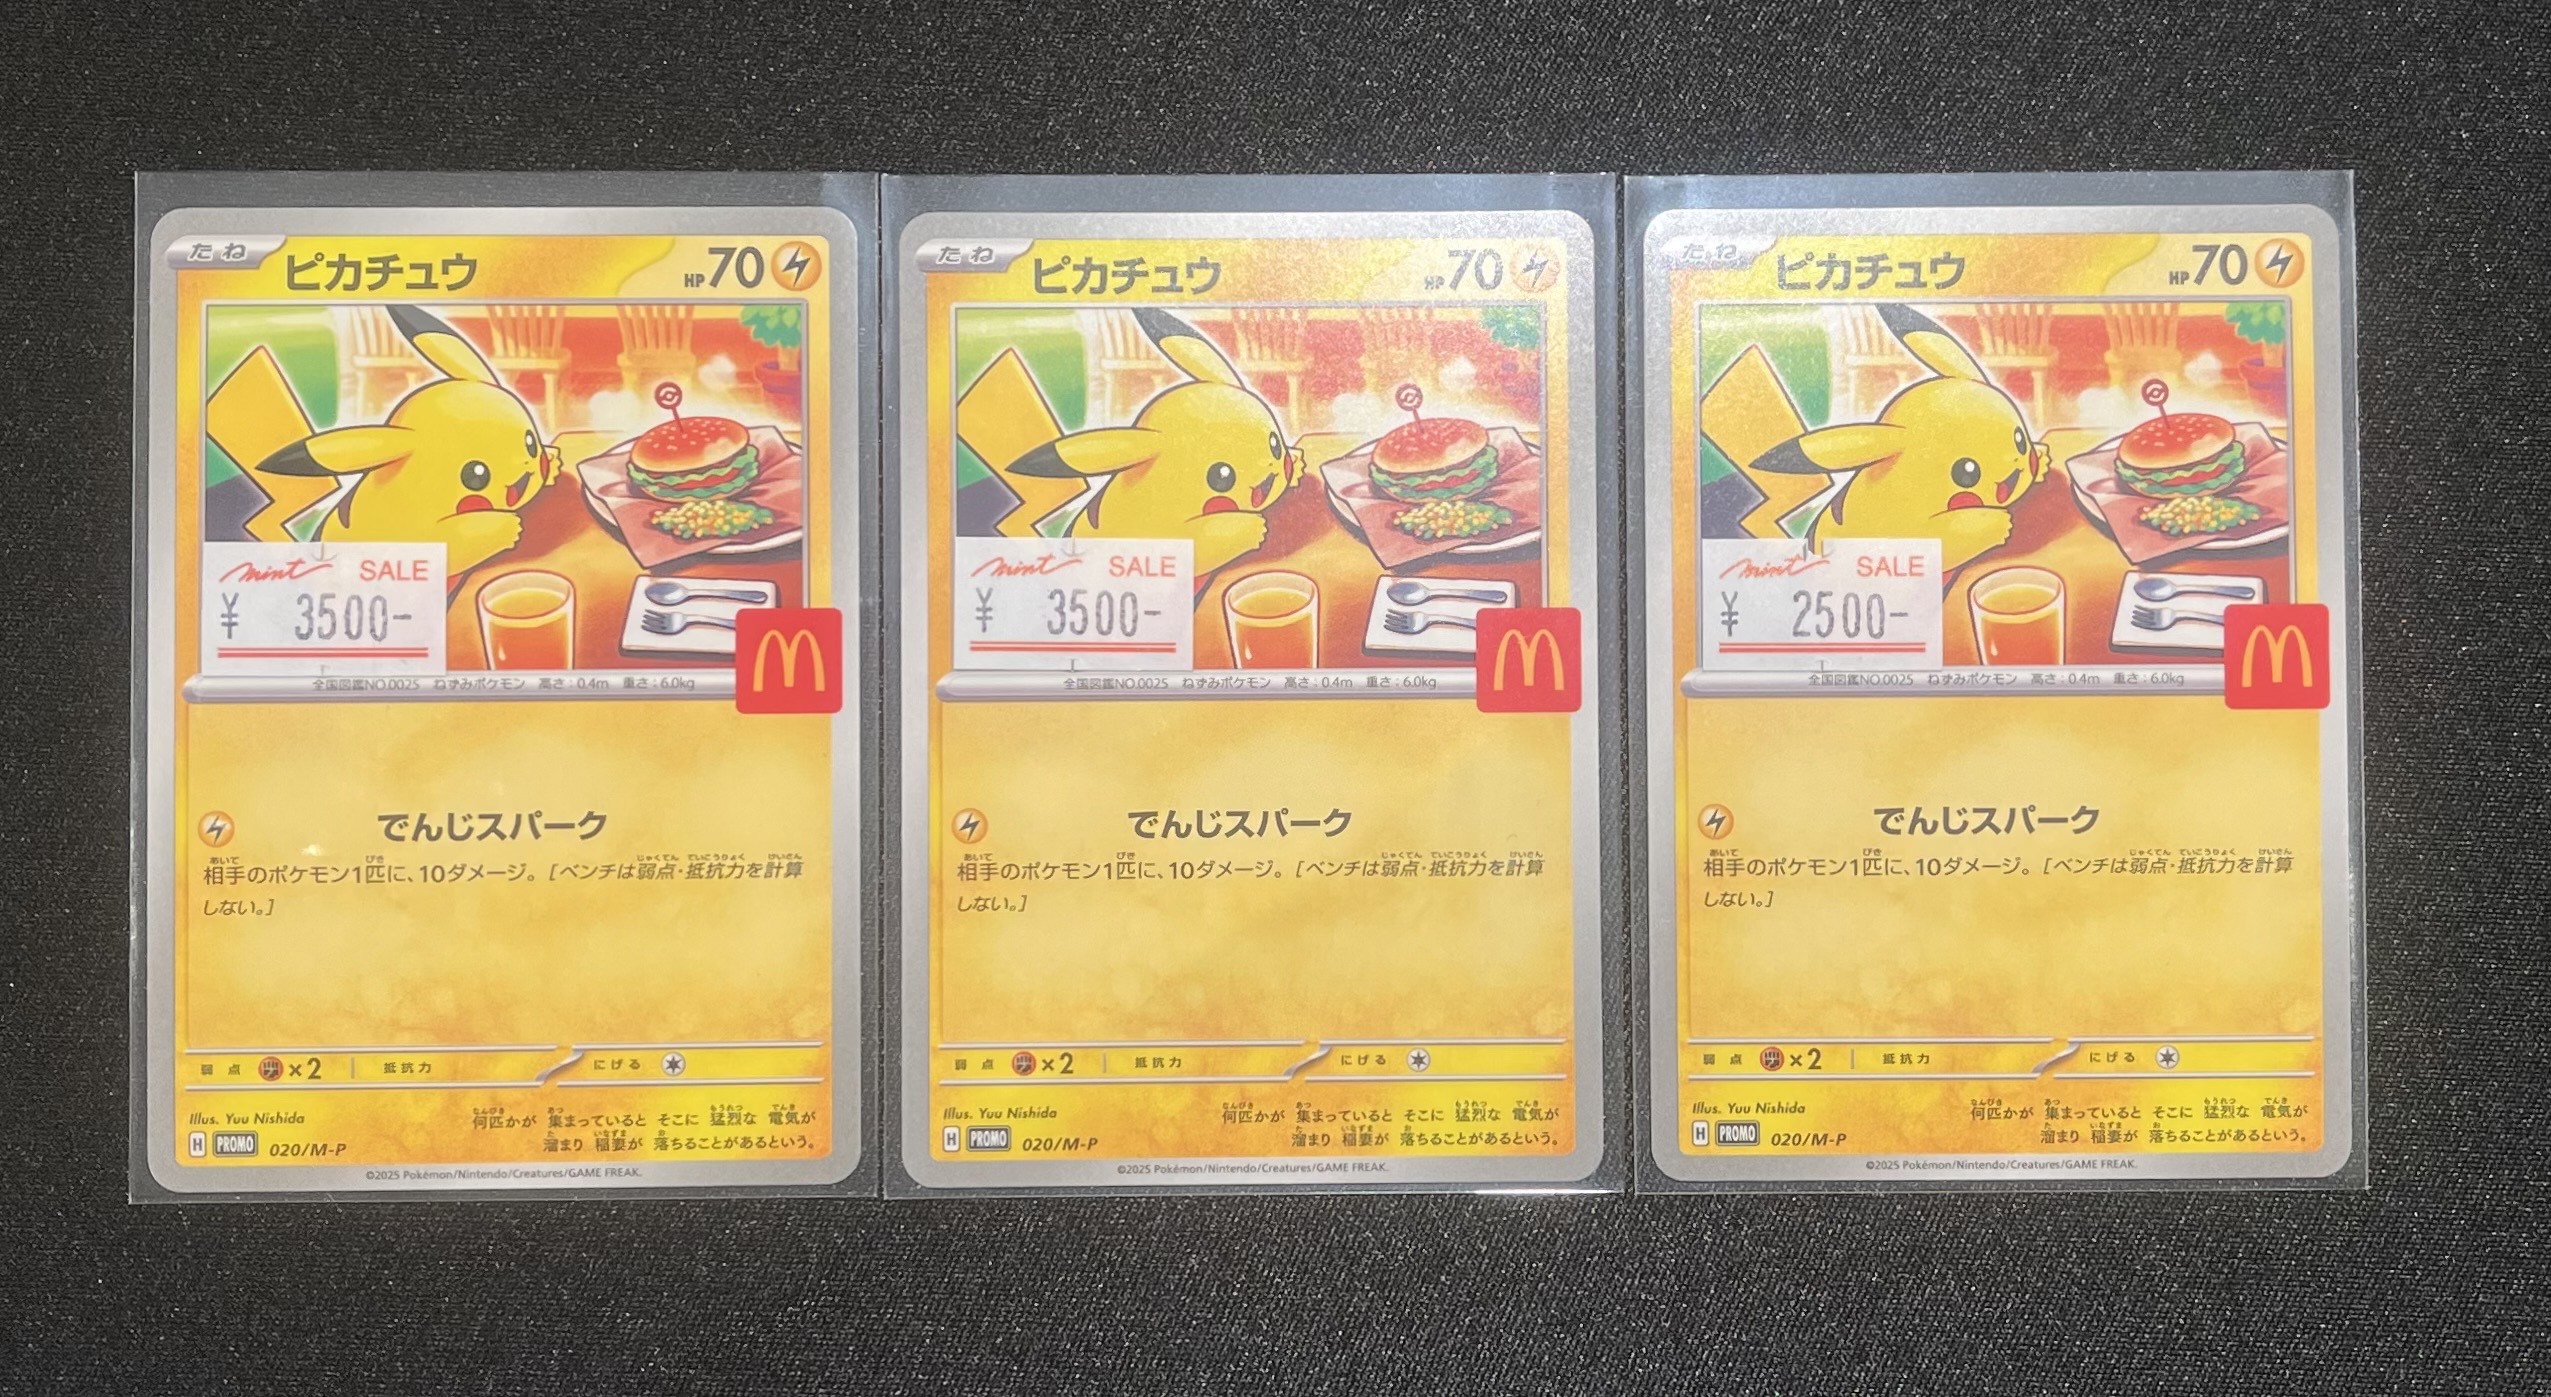 たね ピカチュウ HP70
mint SALE
¥ 3500-
M
全国図鑑NO.0025 ねずみポケモン 高さ:0.4m 重さ:6.0kg
でんじスパーク
相手のポケモン1匹に、10ダメージ。[ベンチは弱点・抵抗力を計算
しない。]
弱点 ×2 抵抗力 にげる
Illus. Yuu Nishida
何匹かが 集まっていると そこに 猛烈な 電気が
溜まり 稲妻が 落ちることがあるという。
H PROMO 020/M-P
©2025 Pokémon/Nintendo/Creatures/GAME FREAK.
たね ピカチュウ HP70
mint SALE
¥ 3500-
M
全国図鑑NO.0025 ねずみポケモン 高さ:0.4m 重さ:6.0kg
でんじスパーク
相手のポケモン1匹に、10ダメージ。[ベンチは弱点・抵抗力を計算
しない。]
弱点 ×2 抵抗力 にげる
Illus. Yuu Nishida
何匹かが 集まっていると そこに 猛烈な 電気が
溜まり 稲妻が 落ちることがあるという。
H PROMO 020/M-P
©2025 Pokémon/Nintendo/Creatures/GAME FREAK.
たね ピカチュウ HP70
mint SALE
¥ 2500-
M
全国図鑑NO.0025 ねずみポケモン 高さ:0.4m 重さ:6.0kg
でんじスパーク
相手のポケモン1匹に、10ダメージ。[ベンチは弱点・抵抗力を計算
しない。]
弱点 ×2 抵抗力 にげる
Illus. Yuu Nishida
何匹かが 集まっていると そこに 猛烈な 電気が
溜まり 稲妻が 落ちることがあるという。
H PROMO 020/M-P
©2025 Pokémon/Nintendo/Creatures/GAME FREAK.